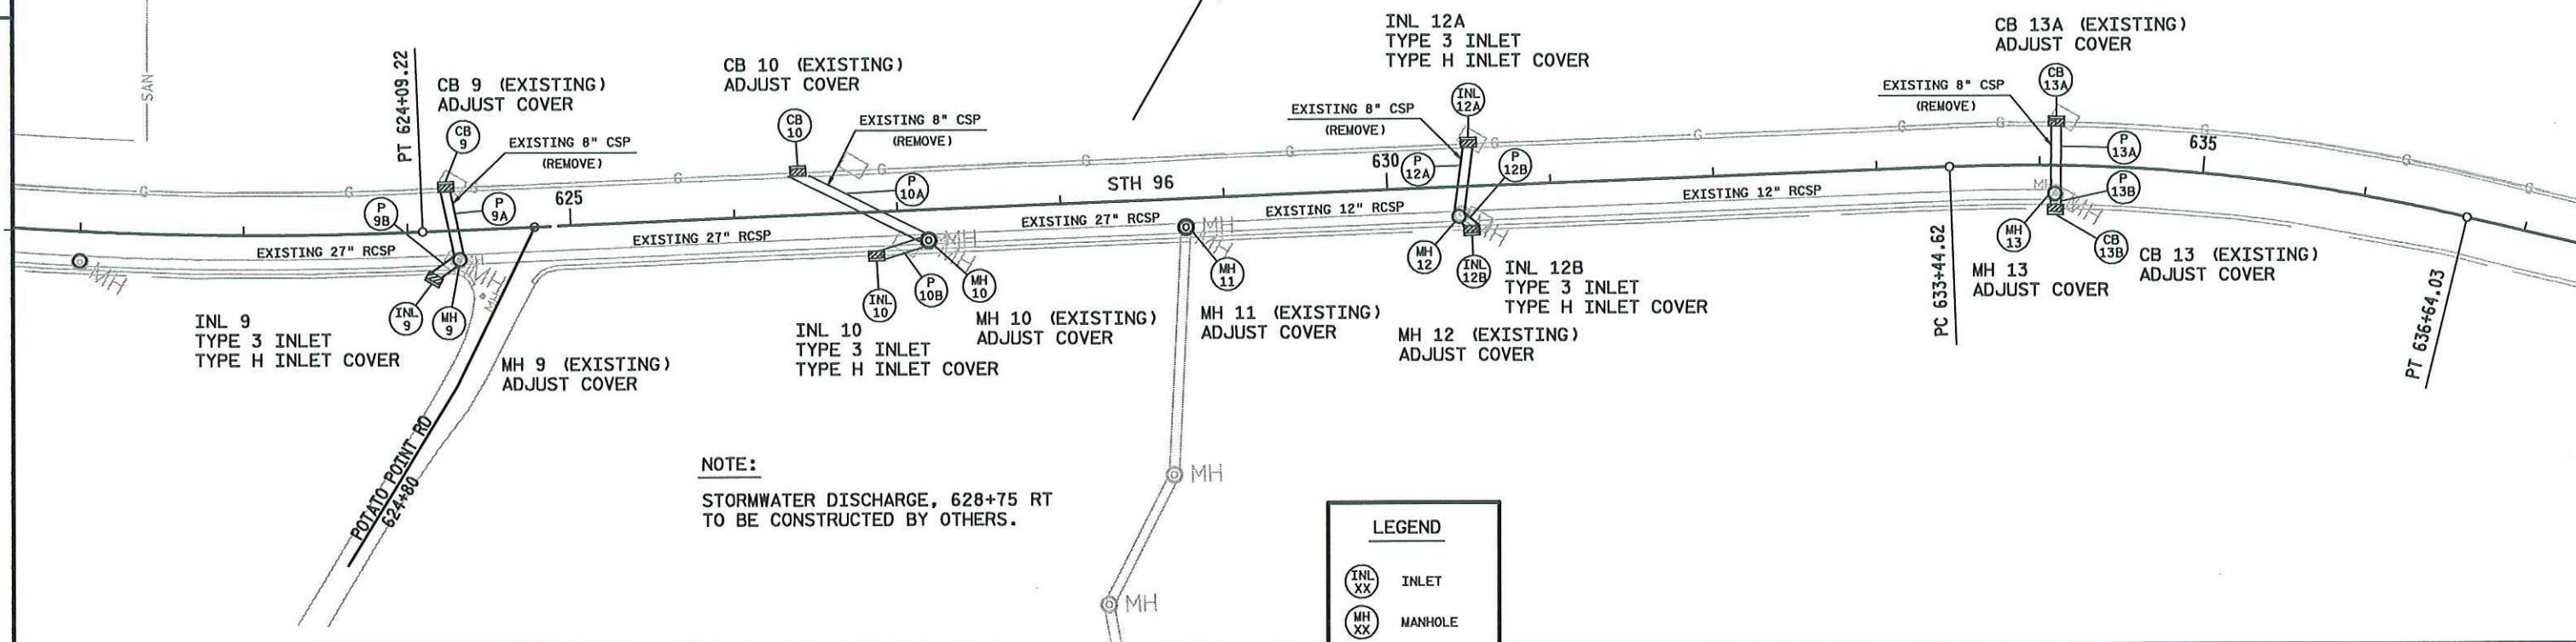 SAN
PT 624+09.22
CB 9 (EXISTING)
ADJUST COVER
CB
9
EXISTING 8" CSP
(REMOVE)
P
9B
P
9A
625
EXISTING 27" RCSP
MH
MH
MH
MH
INL
9
MH
9
INL 9
TYPE 3 INLET
TYPE H INLET COVER
MH 9 (EXISTING)
ADJUST COVER
POTATO POINT RD
624+80
CB 10 (EXISTING)
ADJUST COVER
CB
10
EXISTING 8" CSP
(REMOVE)
P
10A
EXISTING 27" RCSP
MH
MH
INL
10
P
10B
MH
10
INL 10
TYPE 3 INLET
TYPE H INLET COVER
MH 10 (EXISTING)
ADJUST COVER
STH 96
EXISTING 27" RCSP
MH
MH
MH
11
MH 11 (EXISTING)
ADJUST COVER
MH
MH
NOTE:
STORMWATER DISCHARGE, 628+75 RT
TO BE CONSTRUCTED BY OTHERS.
INL 12A
TYPE 3 INLET
TYPE H INLET COVER
INL
12A
EXISTING 8" CSP
(REMOVE)
630
P
12A
P
12B
EXISTING 12" RCSP
MH
MH
12
INL
12B
INL 12B
TYPE 3 INLET
TYPE H INLET COVER
MH 12 (EXISTING)
ADJUST COVER
EXISTING 12" RCSP
CB 13A (EXISTING)
ADJUST COVER
CB
13A
EXISTING 8" CSP
(REMOVE)
P
13A
635
P
13B
MH
MH
MH
13
CB
13B
MH 13
ADJUST COVER
CB 13 (EXISTING)
ADJUST COVER
PC 633+44.62
PT 636+64.03
G G G G G G G G G G G G G
LEGEND
INL
XX
INLET
MH
XX
MANHOLE